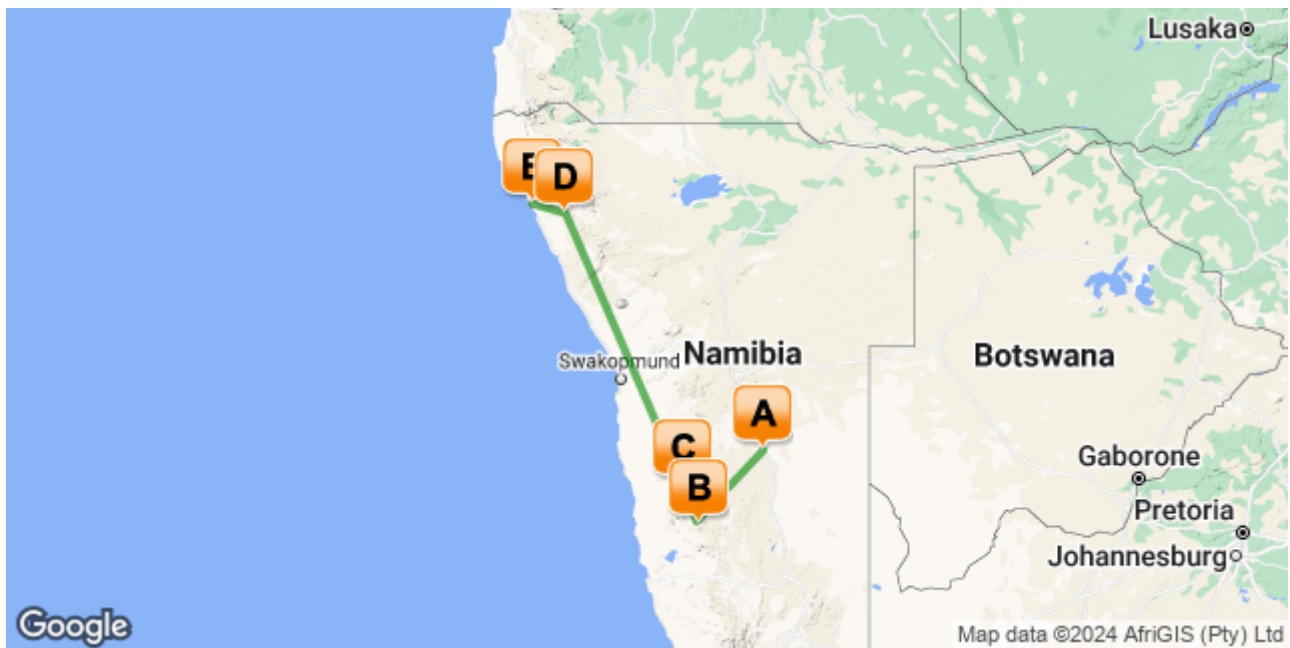 Lusaka
E
D
Swakopmund
Namibia
Botswana
A
C
B
Gaborone
Pretoria
Johannesburg
Google
Map data ©2024 AfriGIS (Pty) Ltd